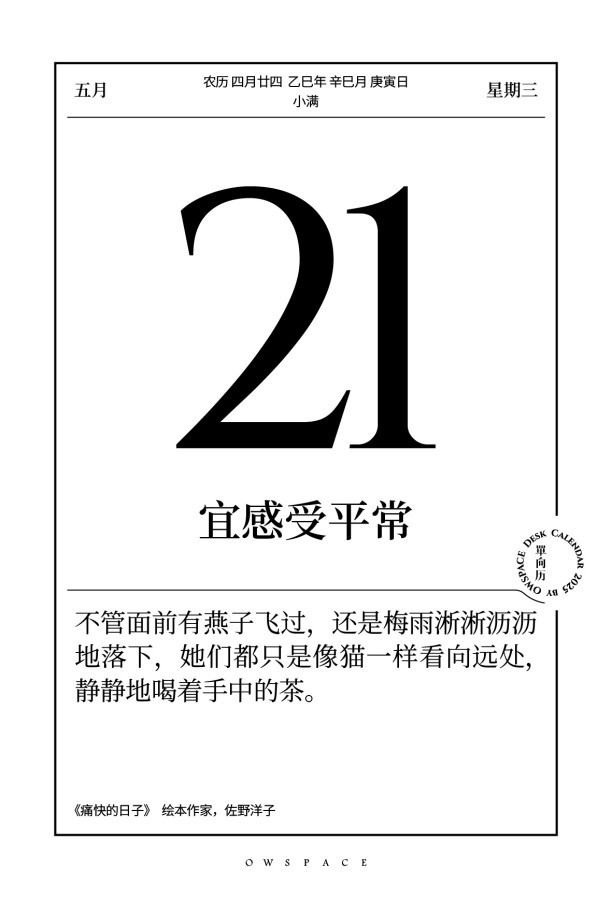 五月
农历 四月廿四 乙巳年 辛巳月 庚寅日
小满
星期三
21
宜感受平常
DESK CALENDAR 2025 BY OWSPACE
單向历
不管面前有燕子飞过，还是梅雨淅淅沥沥
地落下，她们都只是像猫一样看向远处，
静静地喝着手中的茶。
《痛快的日子》 绘本作家，佐野洋子
OWSPACE